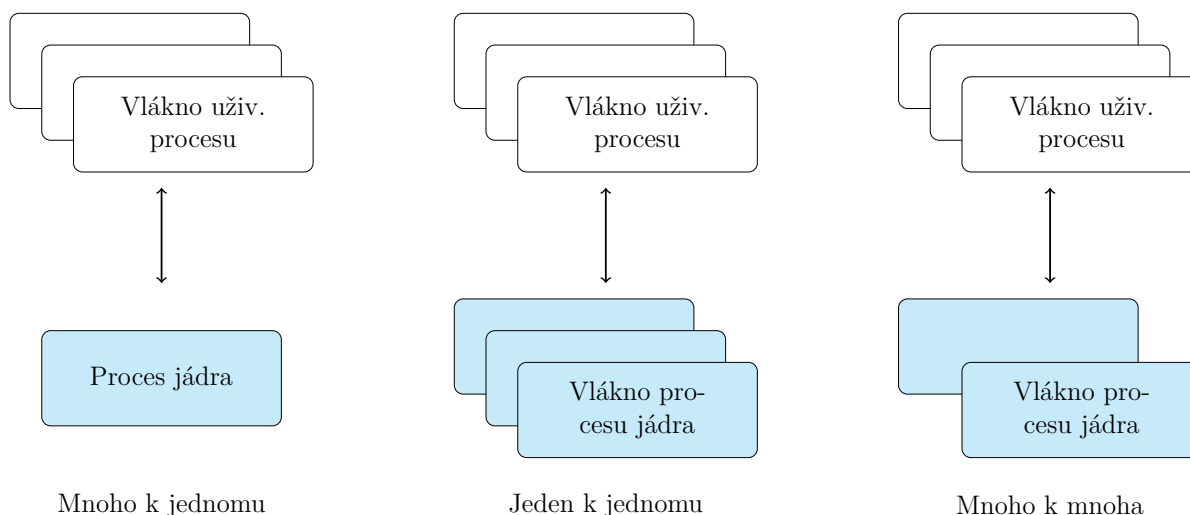 Vlákno uživ.
procesu
Vlákno uživ.
procesu
Vlákno uživ.
procesu
Proces jádra
Vlákno pro-
cesu jádra
Vlákno pro-
cesu jádra
Mnoho k jednomu
Jeden k jednomu
Mnoho k mnoha